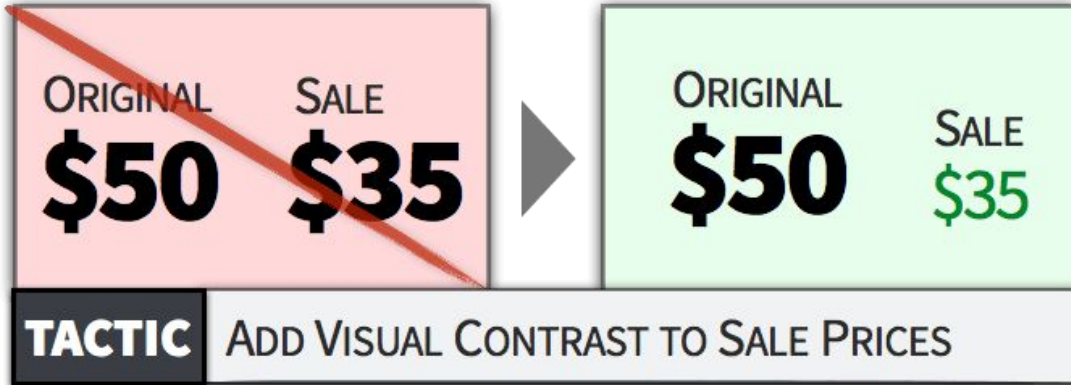 ORIGINAL SALE
$50 $35
ORIGINAL
SALE
$50 $35
TACTIC ADD VISUAL CONTRAST TO SALE PRICES